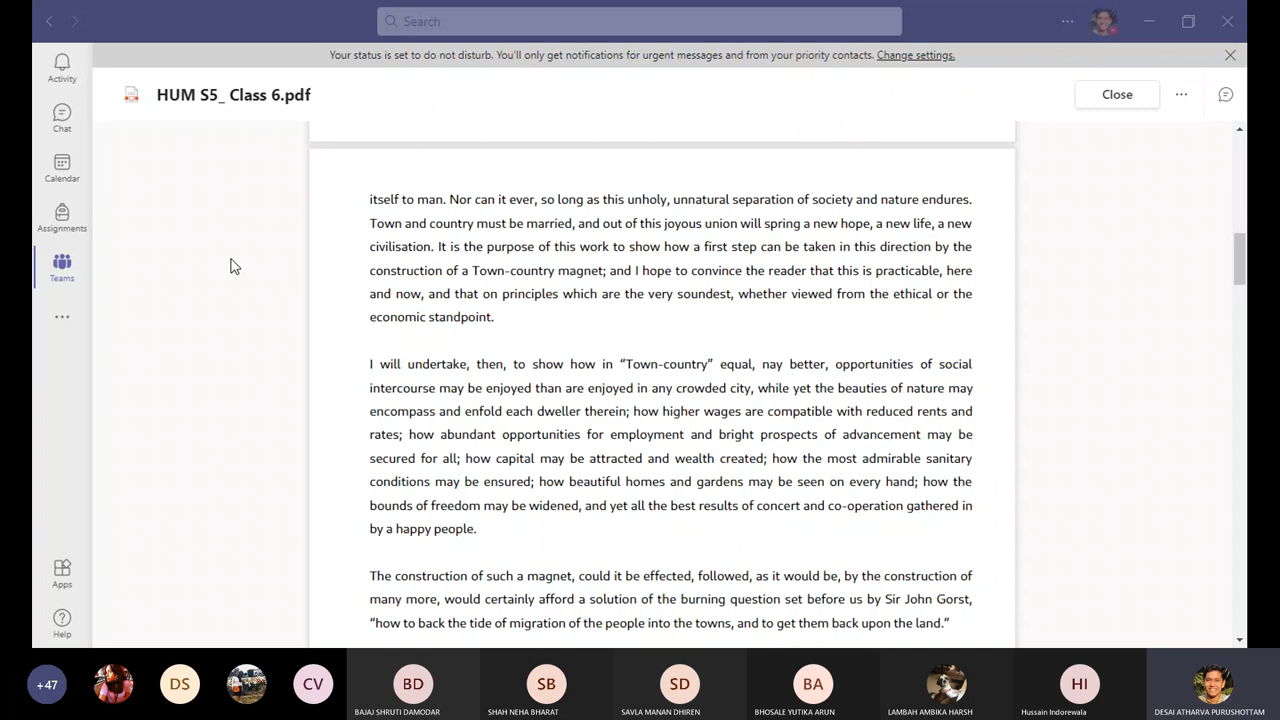 Search
Your status is set to do not disturb. You'll only get notifications for urgent messages and from your priority contacts. Change settings.
Activity
Chat
Calendar
Assignments
Teams
Apps
Help
HUM S5_ Class 6.pdf
Close
itself to man. Nor can it ever, so long as this unholy, unnatural separation of society and nature endures.
Town and country must be married, and out of this joyous union will spring a new hope, a new life, a new
civilisation. It is the purpose of this work to show how a first step can be taken in this direction by the
construction of a Town-country magnet; and I hope to convince the reader that this is practicable, here
and now, and that on principles which are the very soundest, whether viewed from the ethical or the
economic standpoint.
I will undertake, then, to show how in “Town-country” equal, nay better, opportunities of social
intercourse may be enjoyed than are enjoyed in any crowded city, while yet the beauties of nature may
encompass and enfold each dweller therein; how higher wages are compatible with reduced rents and
rates; how abundant opportunities for employment and bright prospects of advancement may be
secured for all; how capital may be attracted and wealth created; how the most admirable sanitary
conditions may be ensured; how beautiful homes and gardens may be seen on every hand; how the
bounds of freedom may be widened, and yet all the best results of concert and co-operation gathered in
by a happy people.
The construction of such a magnet, could it be effected, followed, as it would be, by the construction of
many more, would certainly afford a solution of the burning question set before us by Sir John Gorst,
“how to back the tide of migration of the people into the towns, and to get them back upon the land.”
+47
DS
CV
BD
SB
SD
BA
HI
BAJAJ SHRUTI DAMODAR
SHAH NEHA BHARAT
SAVLA MANAN DHIREN
BHOSALE YUTIKA ARUN
LAMBAH AMBIKA HARSH
Hussain Indorewala
DESAI ATHARVA PURUSHOTTAM